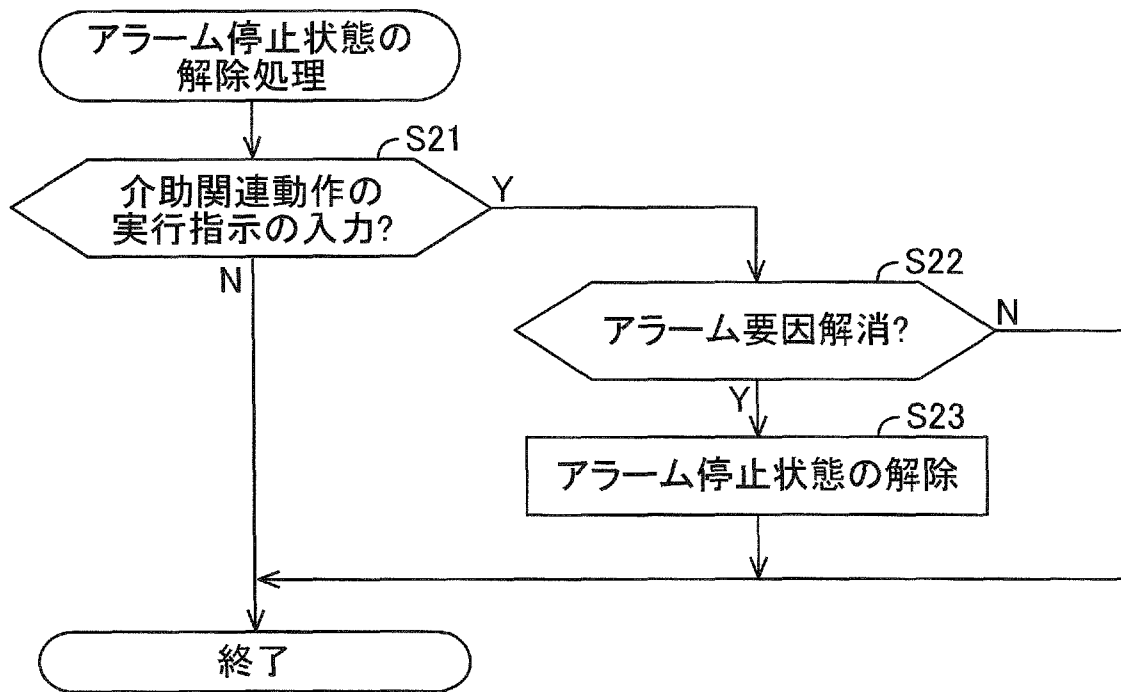 アラーム停止状態の
解除処理
S21
介助関連動作の
実行指示の入力?
Y
N
S22
アラーム要因解消?
N
Y
S23
アラーム停止状態の解除
終了